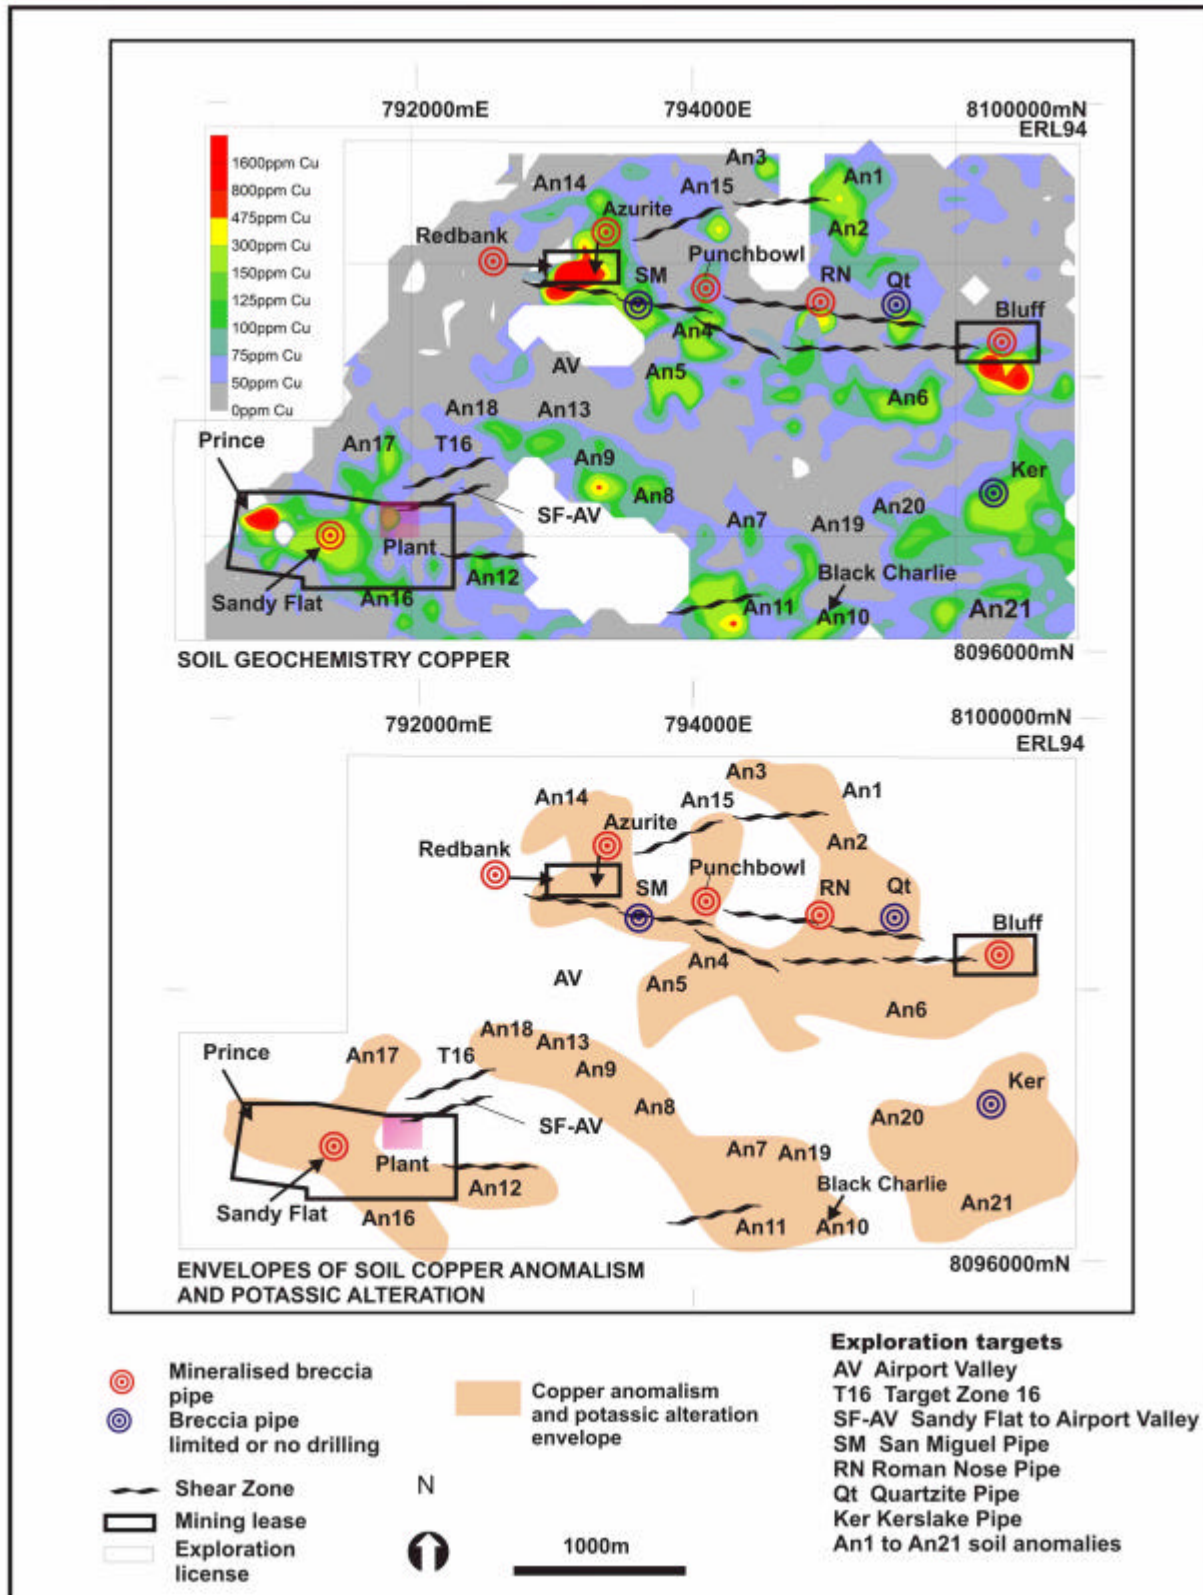 792000mE
794000E
8100000mN
ERL94
1600ppm Cu
800ppm Cu
475ppm Cu
300ppm Cu
150ppm Cu
125ppm Cu
100ppm Cu
75ppm Cu
50ppm Cu
0ppm Cu
An3
An14
An15
An1
Azurite
An2
Redbank
Punchbowl
SM
RN
Qt
Bluff
An4
AV
An5
An6
An18
An13
Prince
An17
T16
An9
Ker
An8
An20
SF-AV
An7
An19
Plant
An12
Black Charlie
Sandy Flat
An16
An11
An10
An21
SOIL GEOCHEMISTRY COPPER
8096000mN
792000mE
794000E
8100000mN
ERL94
An3
An14
An15
An1
Azurite
An2
Redbank
Punchbowl
SM
RN
Qt
Bluff
An4
AV
An5
An6
An18
An13
Prince
An17
T16
An9
Ker
An8
An20
SF-AV
An7
An19
Plant
An12
Black Charlie
Sandy Flat
An16
An11
An10
An21
8096000mN
ENVELOPES OF SOIL COPPER ANOMALISM
AND POTASSIC ALTERATION
Mineralised breccia
pipe
Breccia pipe
limited or no drilling
Shear Zone
Mining lease
Exploration
license
Copper anomalism
and potassic alteration
envelope
N
1000m
Exploration targets
AV Airport Valley
T16 Target Zone 16
SF-AV Sandy Flat to Airport Valley
SM San Miguel Pipe
RN Roman Nose Pipe
Qt Quartzite Pipe
Ker Kerslake Pipe
An1 to An21 soil anomalies